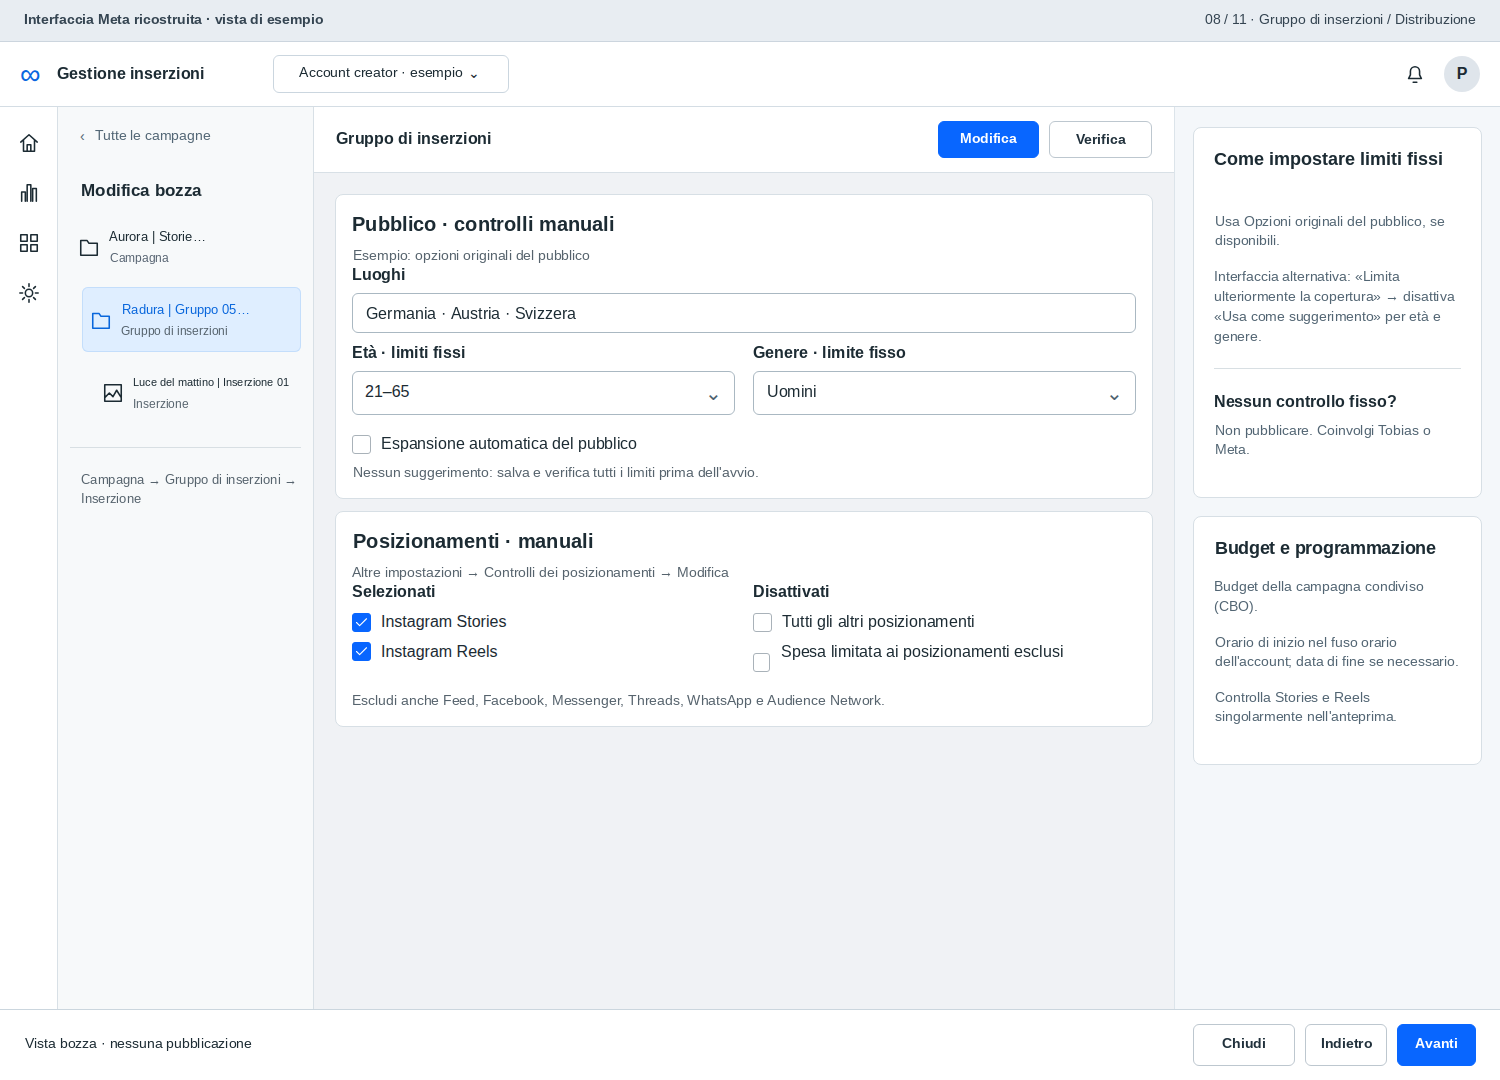 Interfaccia Meta ricostruita · vista di esempio
08 / 11 · Gruppo di inserzioni / Distribuzione
Gestione inserzioni
Account creator · esempio
P
‹ Tutte le campagne
Modifica bozza
Aurora | Storie…
Campagna
Radura | Gruppo 05…
Gruppo di inserzioni
Luce del mattino | Inserzione 01
Inserzione
Campagna → Gruppo di inserzioni →
Inserzione
Gruppo di inserzioni
Modifica
Verifica
Pubblico · controlli manuali
Esempio: opzioni originali del pubblico
Luoghi
Germania · Austria · Svizzera
Età · limiti fissi
Genere · limite fisso
21–65
Uomini
Espansione automatica del pubblico
Nessun suggerimento: salva e verifica tutti i limiti prima dell'avvio.
Posizionamenti · manuali
Altre impostazioni → Controlli dei posizionamenti → Modifica
Selezionati
Disattivati
Instagram Stories
Tutti gli altri posizionamenti
Instagram Reels
Spesa limitata ai posizionamenti esclusi
Escludi anche Feed, Facebook, Messenger, Threads, WhatsApp e Audience Network.
Come impostare limiti fissi
Usa Opzioni originali del pubblico, se
disponibili.
Interfaccia alternativa: «Limita
ulteriormente la copertura» → disattiva
«Usa come suggerimento» per età e
genere.
Nessun controllo fisso?
Non pubblicare. Coinvolgi Tobias o
Meta.
Budget e programmazione
Budget della campagna condiviso
(CBO).
Orario di inizio nel fuso orario
dell'account; data di fine se necessario.
Controlla Stories e Reels
singolarmente nell'anteprima.
Vista bozza · nessuna pubblicazione
Chiudi
Indietro
Avanti